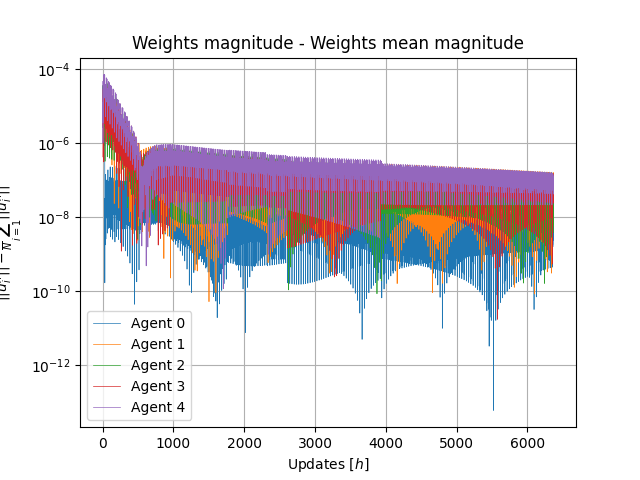 Weights magnitude - Weights mean magnitude
10⁻⁴
10⁻⁶
10⁻⁸
10⁻¹⁰
10⁻¹²
Agent 0
Agent 1
Agent 2
Agent 3
Agent 4
0 1000 2000 3000 4000 5000 6000
Updates [h]